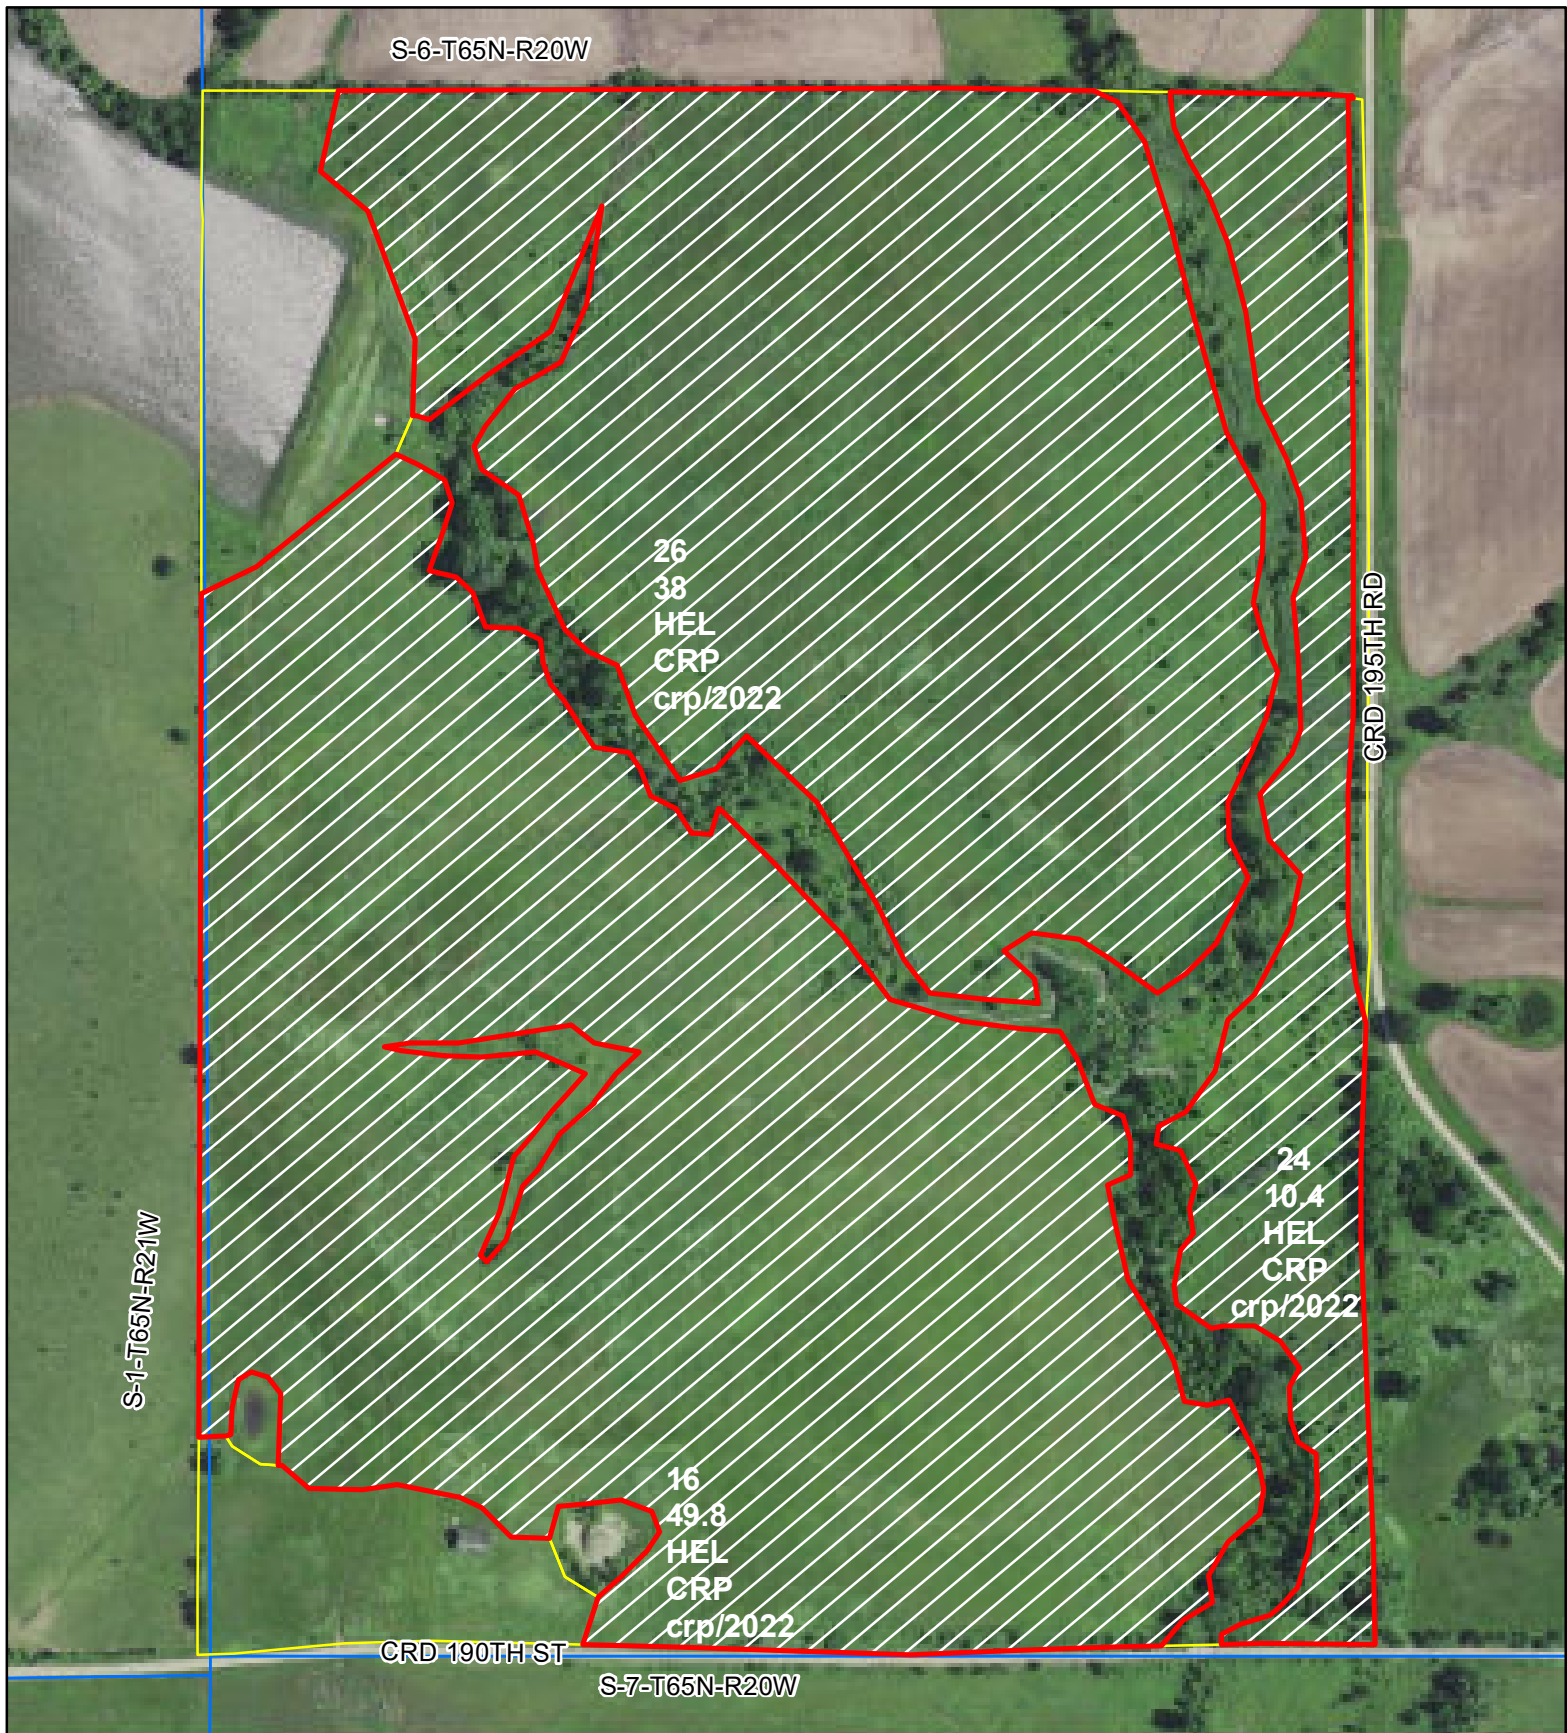 S-6-T65N-R20W
26
38
HEL
CRP
crp/2022
CRD 195TH RD
24
10.4
HEL
CRP
crp/2022
S-1-T65N-R21W
16
49.8
HEL
CRP
crp/2022
CRD 190TH ST
S-7-T65N-R20W